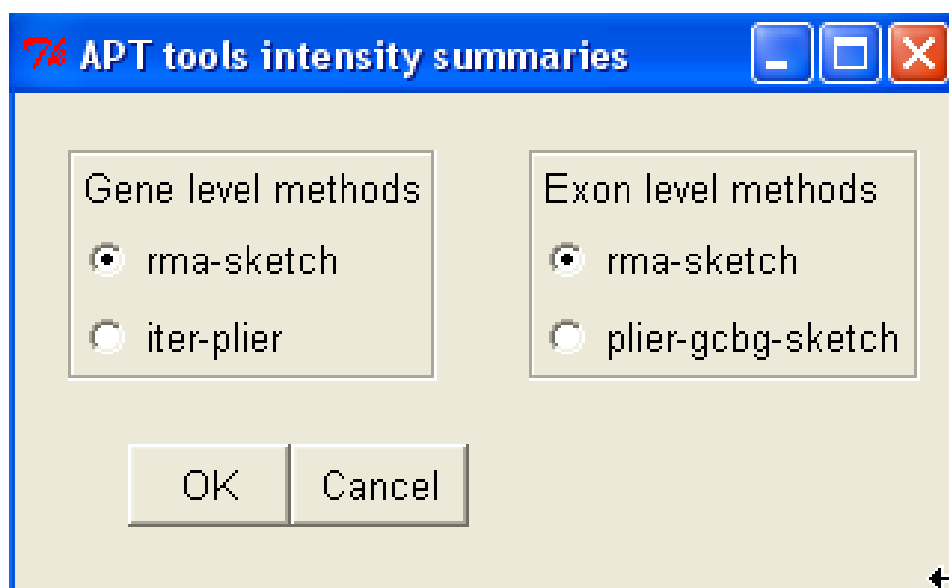 APT tools intensity summaries
Gene level methods
rma-sketch
iter-plier
Exon level methods
rma-sketch
plier-gcbg-sketch
OK
Cancel